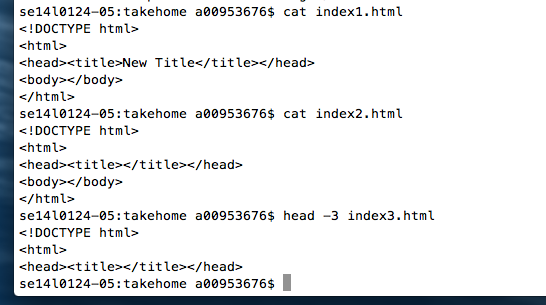 se14l0124-05:takehome a00953676$ cat index1.html
<!DOCTYPE html>
<html>
<head><title>New Title</title></head>
<body></body>
</html>
se14l0124-05:takehome a00953676$ cat index2.html
<!DOCTYPE html>
<html>
<head><title></title></head>
<body></body>
</html>
se14l0124-05:takehome a00953676$ head -3 index3.html
<!DOCTYPE html>
<html>
<head><title></title></head>
se14l0124-05:takehome a00953676$